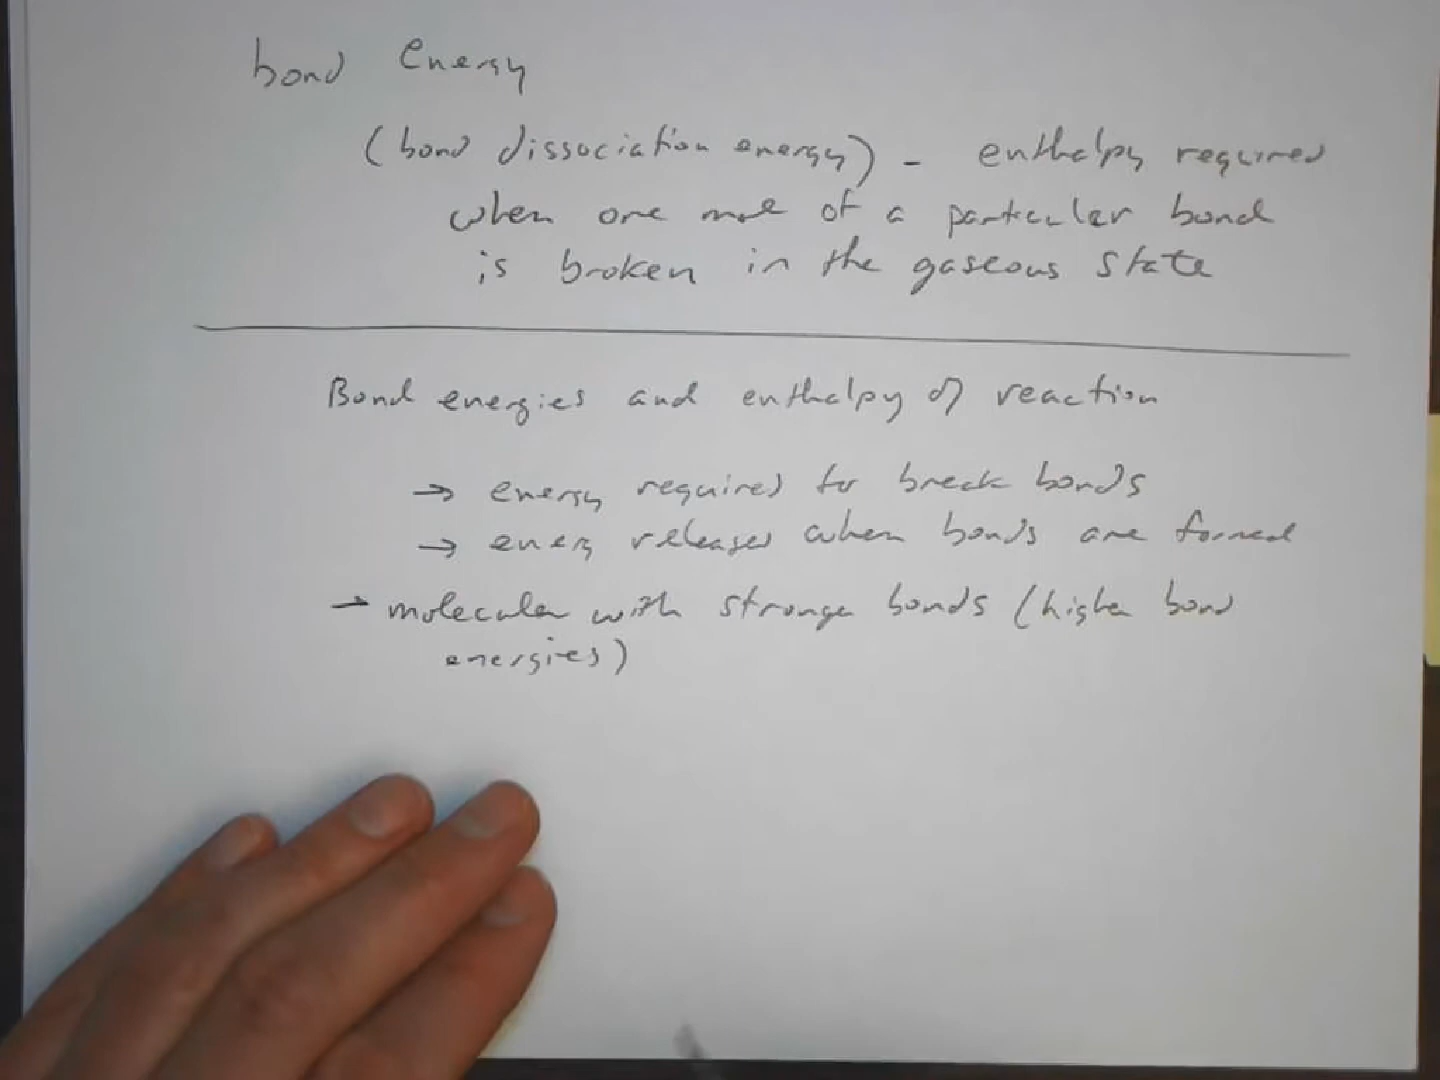 bond energy
(bond dissociation energy) - enthalpy required
when one mole of a particular bond
is broken in the gaseous state
Bond energies and enthalpy of reaction
→ energy required to break bonds
→ energy released when bonds are formed
→ molecules with stronger bonds (higher bond
energies)